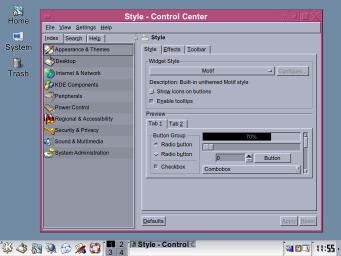 Style - Control Center
Home
System
Trash
File View Settings Help
Index Search Help
Appearance & Themes
Desktop
Internet & Network
KDE Components
Peripherals
Power Control
Regional & Accessibility
Security & Privacy
Sound & Multimedia
System Administration
Style
Style Effects Toolbar
Widget Style
Motif
Configure...
Description: Built-in unthemed Motif style
Show icons on buttons
Enable tooltips
Preview
Tab 1 Tab 2
Button Group
Radio button
Radio button
Checkbox
70%
0
Button
Combobox
Defaults
Apply
Reset
1 2
3 4
Style - Control C
11:55